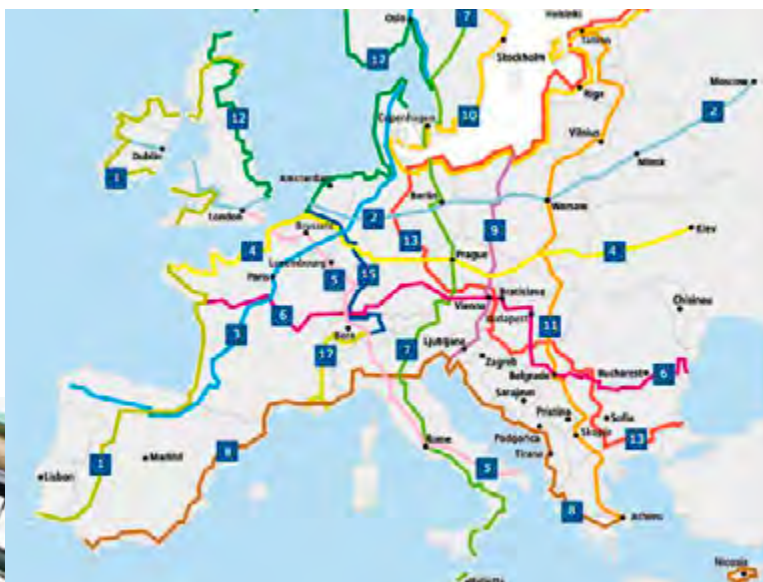 Oslo
7
Helsinki
Tallinn
Stockholm
12
Moscow
Riga
2
12
Copenhagen
10
Vilnius
Dublin
Minsk
1
Amsterdam
Berlin
London
2
Warsaw
Brussels
9
13
Kiev
4
Prague
4
Luxembourg
Paris
5
15
Vienna
Bratislava
Chisinau
6
Budapest
3
Bern
11
7
Ljubljana
17
Zagreb
Belgrade
Bucharest
6
Sarajevo
Pristina
Sofia
Rome
Podgorica
Skopje
1
Madrid
8
5
Tirane
13
Lisbon
8
Athens
Nicosia